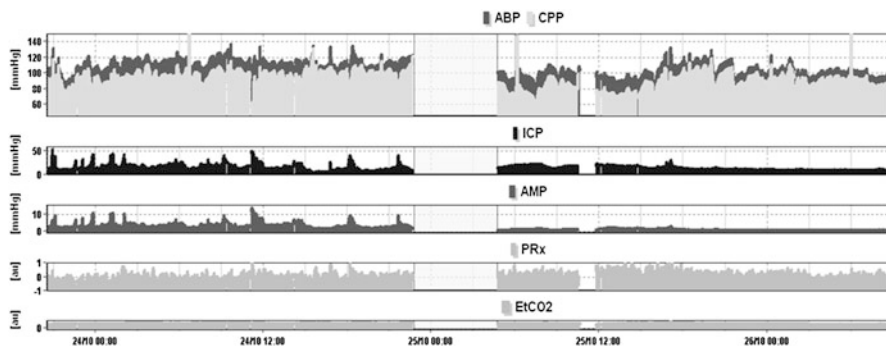 ABP CPP
[mmHg] 140 120 100 80 60
ICP
[mmHg] 50 0
AMP
[mmHg] 10 0
PRx
[au] 1 0 -1
EtCO2
[au] 0
24/10 00:00 24/10 12:00 25/10 00:00 25/10 12:00 26/10 00:00